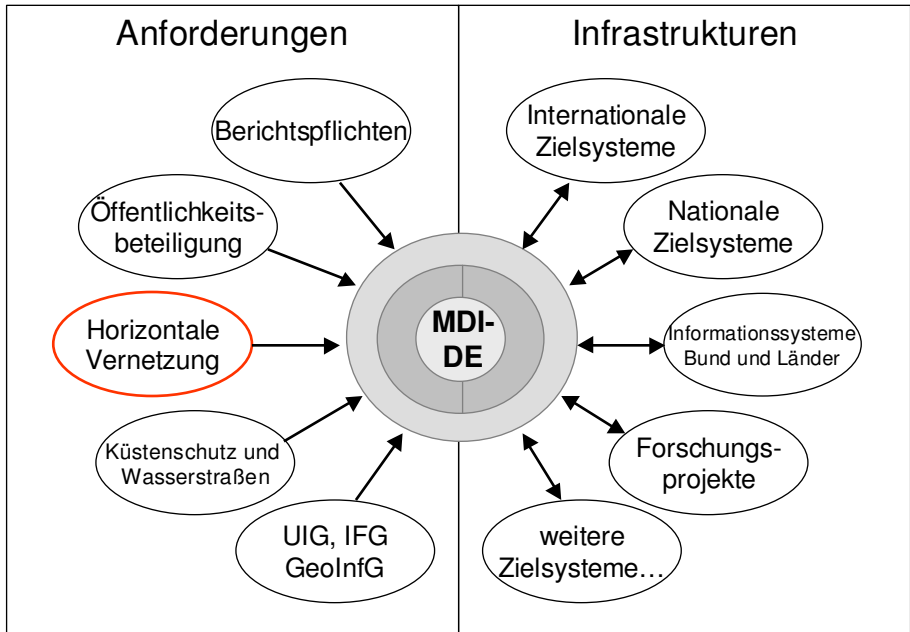 Anforderungen
Berichtspflichten
Öffentlichkeits-
beteiligung
Horizontale
Vernetzung
Küstenschutz und
Wasserstraßen
UIG, IFG
GeoInfG
MDI-
DE
Infrastrukturen
Internationale
Zielsysteme
Nationale
Zielsysteme
Informationssysteme
Bund und Länder
Forschungs-
projekte
weitere
Zielsysteme…